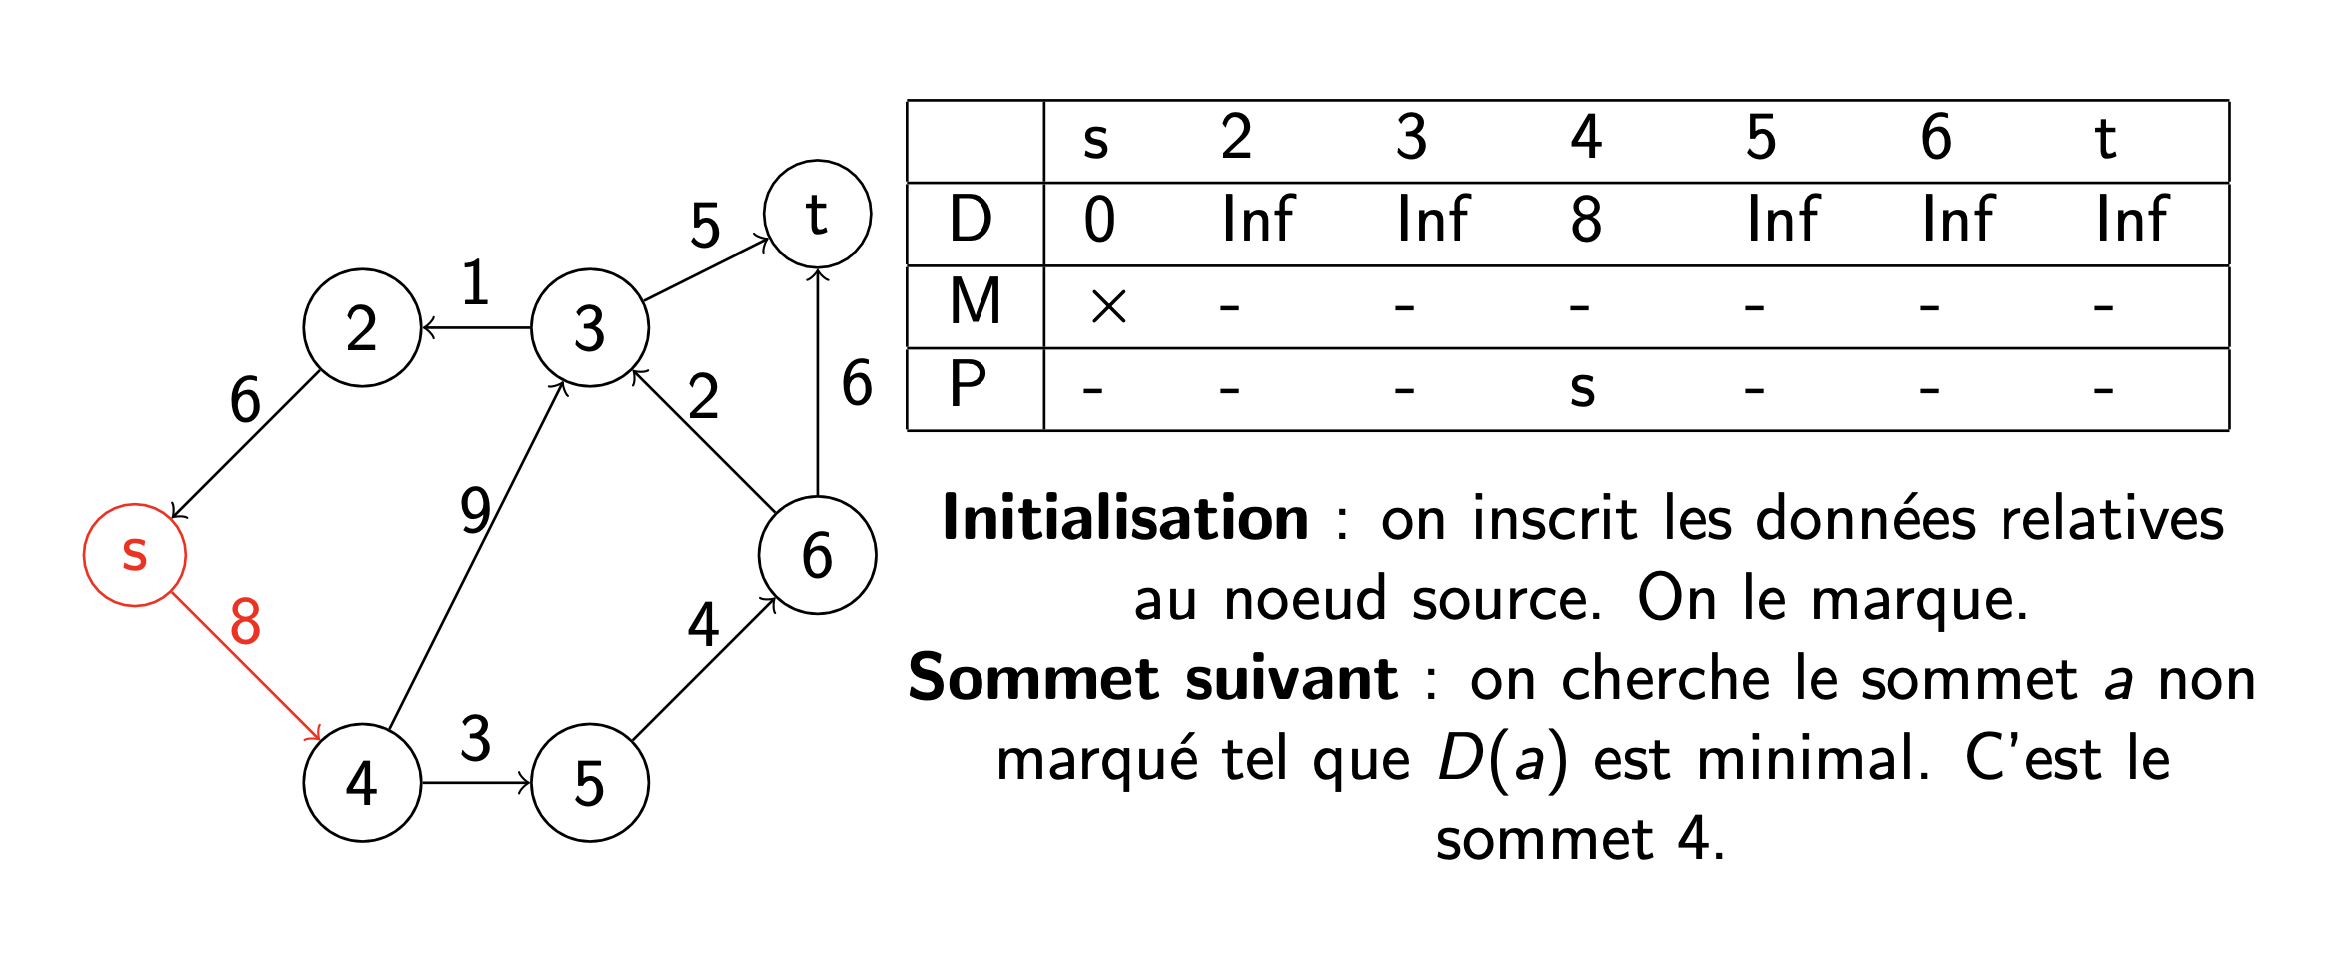 t
5
2
1
3
6
2
6
9
s
8
6
4
4
3
5
s 2 3 4 5 6 t
D 0 Inf Inf 8 Inf Inf Inf
M × - - - - - -
P - - - s - - -
Initialisation : on inscrit les données relatives
au noeud source. On le marque.
Sommet suivant : on cherche le sommet a non
marqué tel que D(a) est minimal. C'est le
sommet 4.